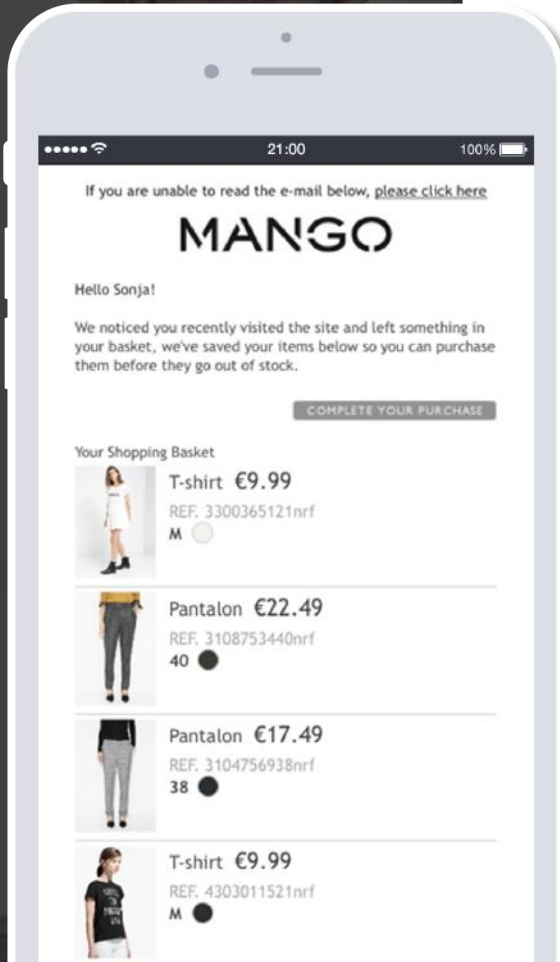 21:00
100%
If you are unable to read the e-mail below, please click here
MANGO
Hello Sonja!
We noticed you recently visited the site and left something in
your basket, we've saved your items below so you can purchase
them before they go out of stock.
COMPLETE YOUR PURCHASE
Your Shopping Basket
T-shirt €9.99
REF. 3300365121nrf
M
Pantalon €22.49
REF. 3108753440nrf
40
Pantalon €17.49
REF. 3104756938nrf
38
T-shirt €9.99
REF. 4303011521nrf
M